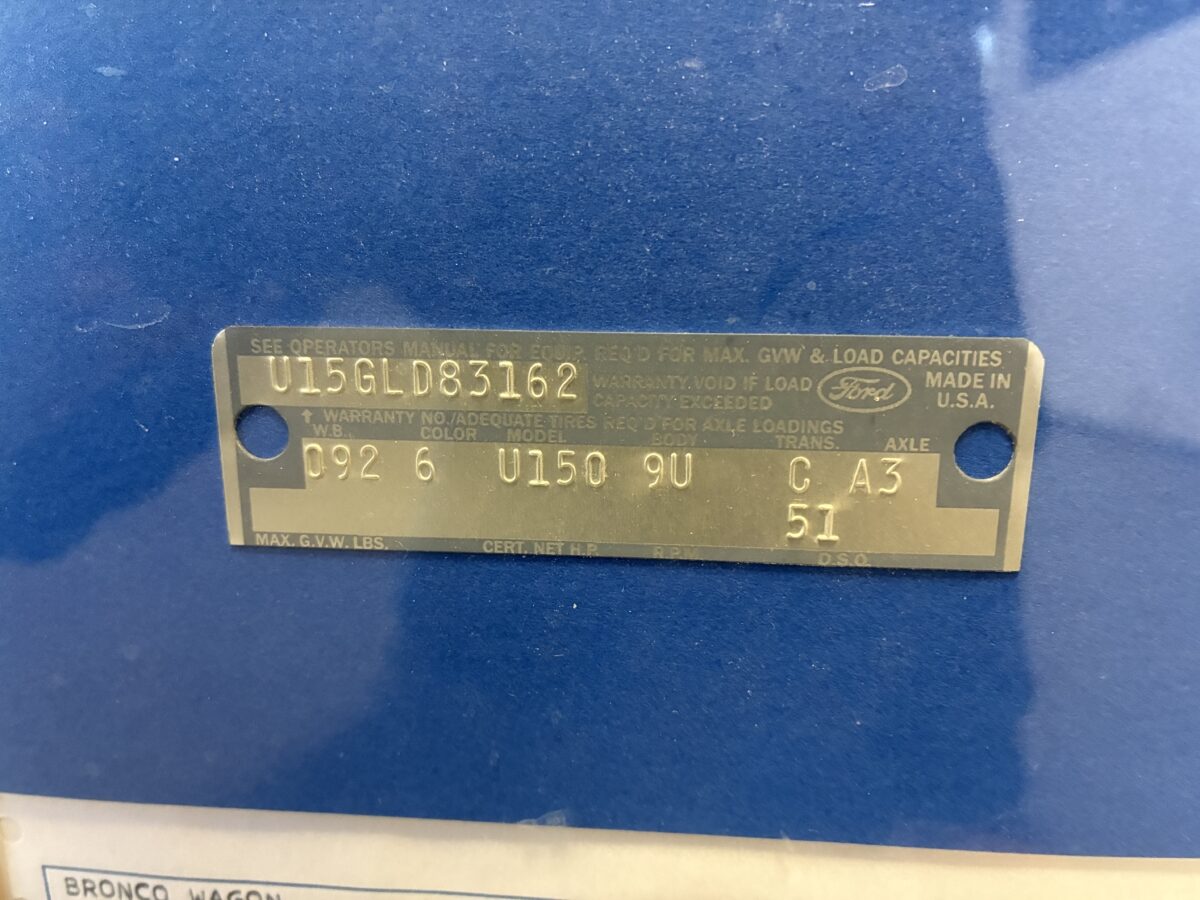 SEE OPERATORS MANUAL FOR EQUIP. REQ'D FOR MAX. GVW & LOAD CAPACITIES
U15GLD83162
WARRANTY VOID IF LOAD
CAPACITY EXCEEDED
Ford
MADE IN
U.S.A.
↑ WARRANTY NO./ADEQUATE TIRES REQ'D FOR AXLE LOADINGS
W.B. COLOR MODEL BODY TRANS. AXLE
092 6 U150 9U C A3
51
MAX. G.V.W. LBS. CERT. NET H.P. R.P.M. D.S.O.
BRONCO WAGON